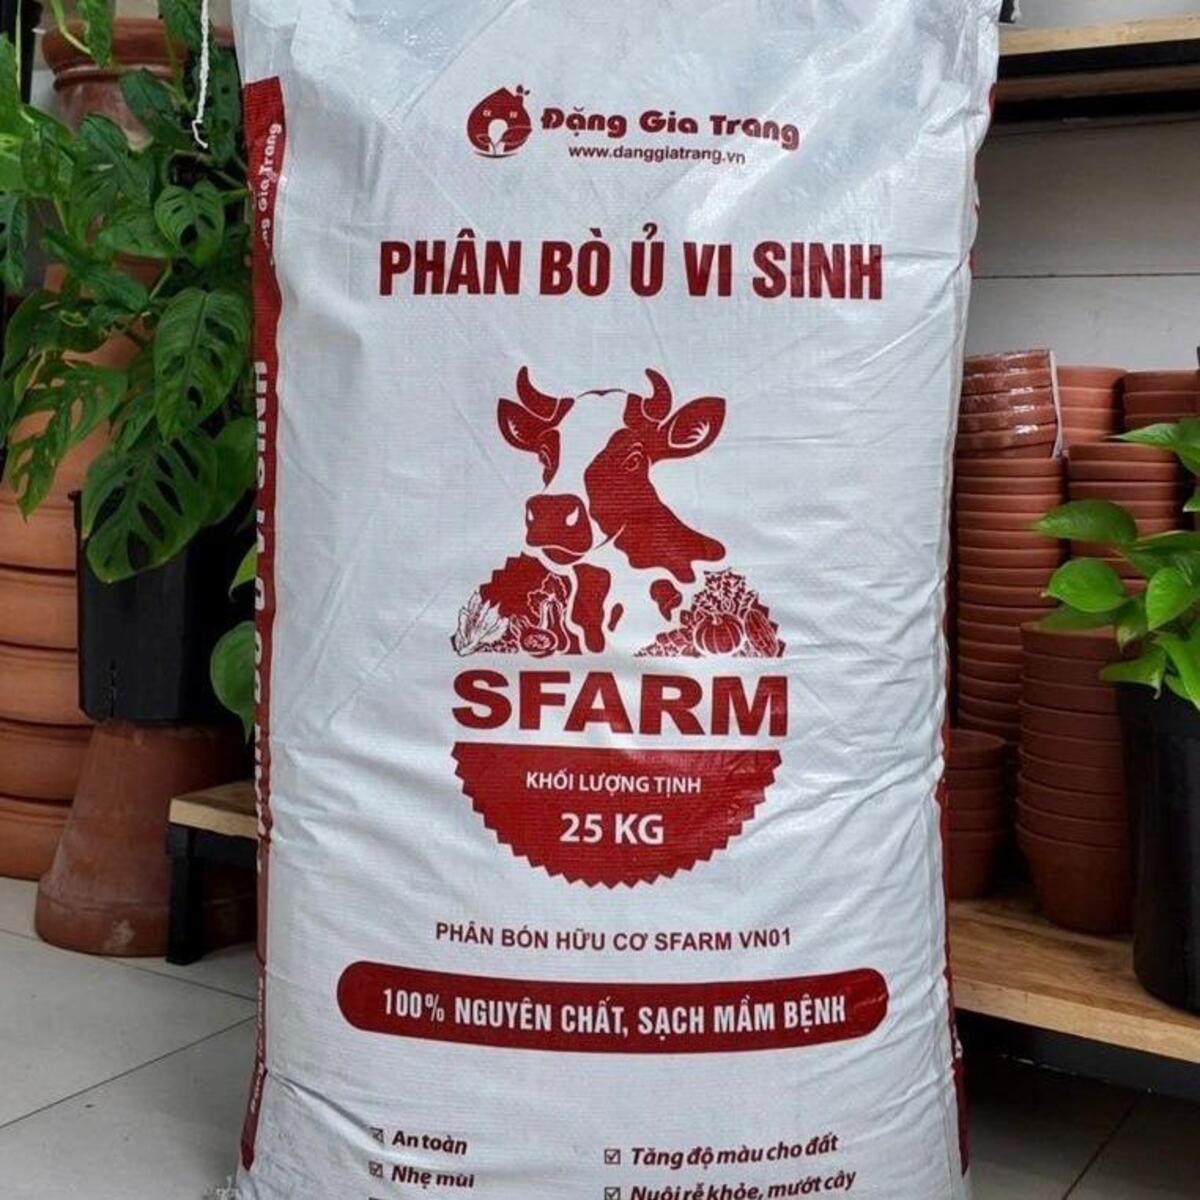 Đặng Gia Trang
www.danggiatrang.vn
PHÂN BÒ Ủ VI SINH
SFARM
KHỐI LƯỢNG TỊNH
25 KG
PHÂN BÓN HỮU CƠ SFARM VN01
100% NGUYÊN CHẤT, SẠCH MẦM BỆNH
An toàn
Nhẹ mùi
Tăng độ màu cho đất
Nuôi rễ khỏe, mướt cây